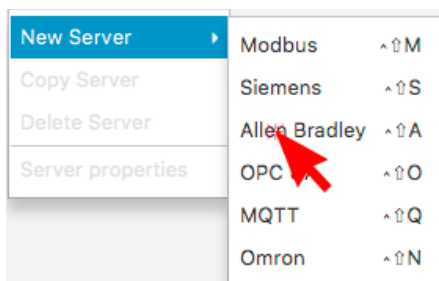 New Server
Copy Server
Delete Server
Server properties
Modbus ^⇧M
Siemens ^⇧S
Allen Bradley ^⇧A
OPC ^⇧O
MQTT ^⇧Q
Omron ^⇧N